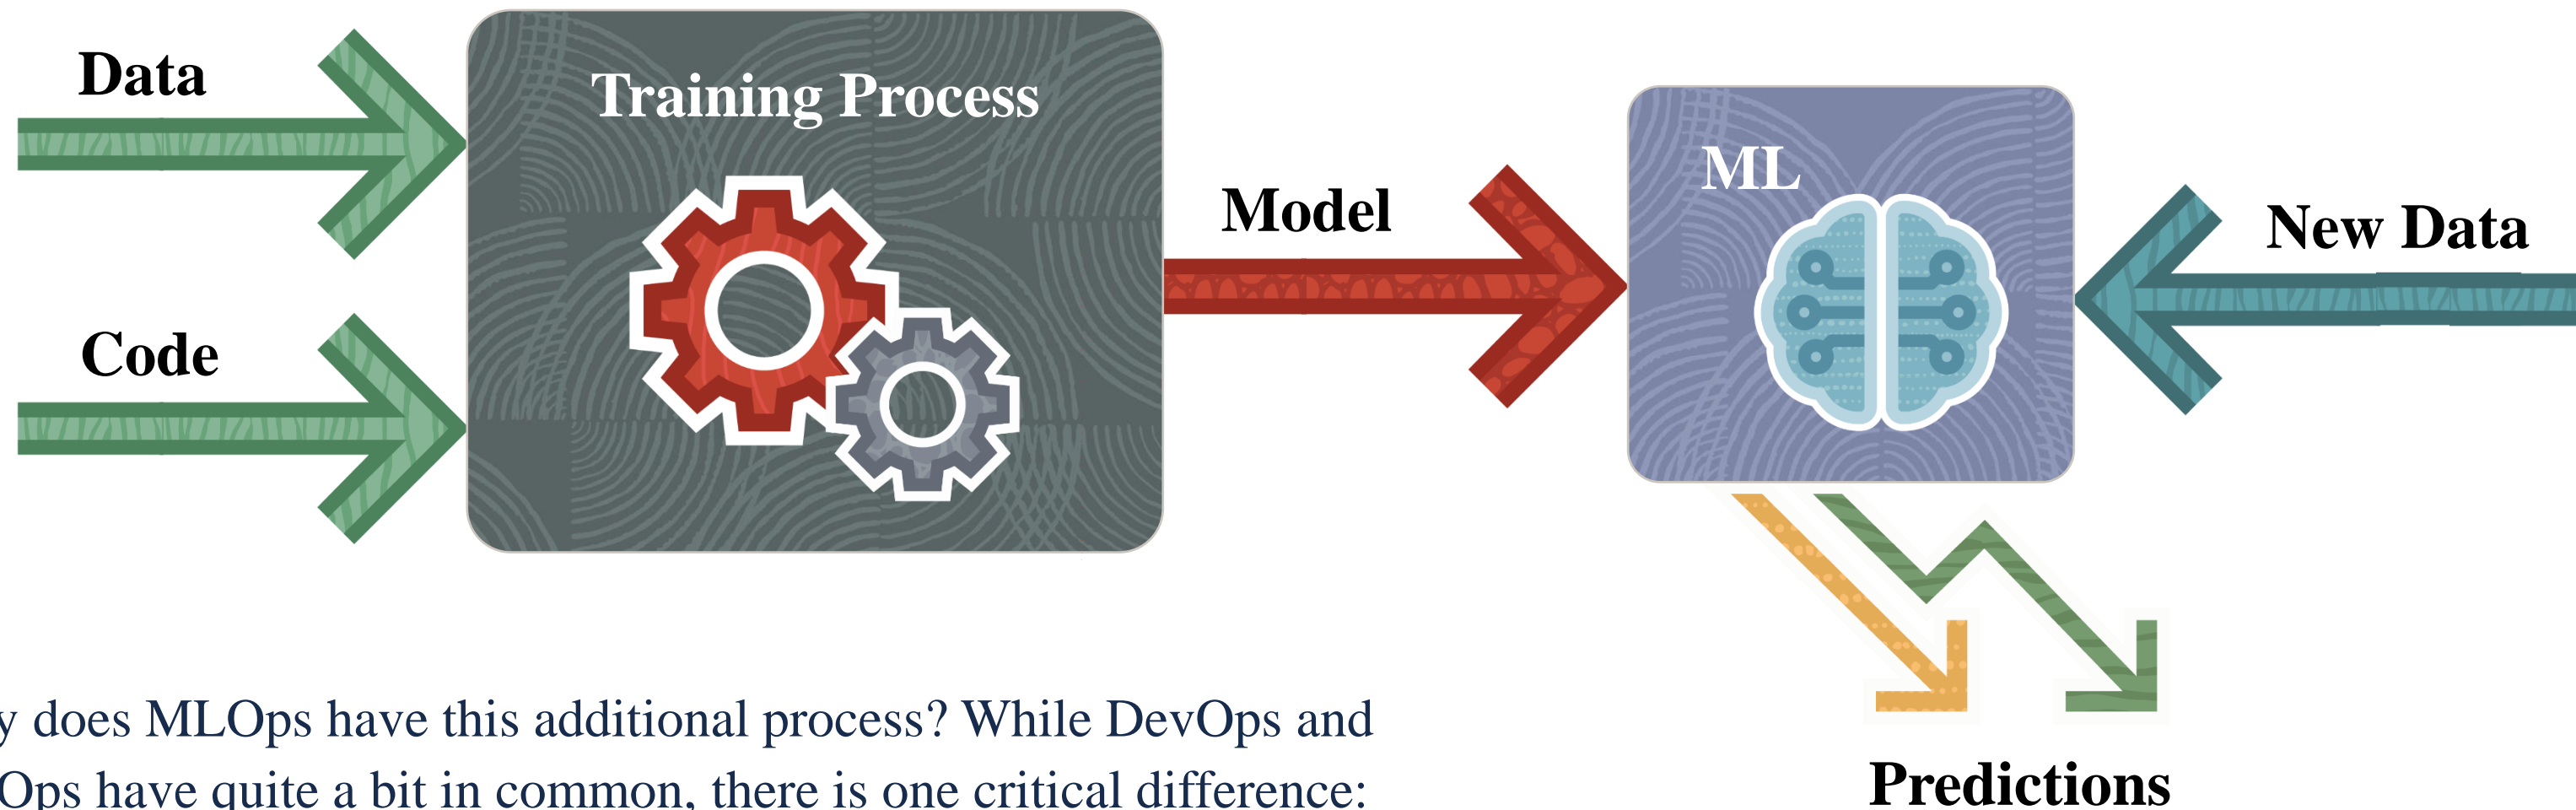 Data
Training Process
Code
Model
ML
New Data
does MLOps have this additional process? While DevOps and
have quite a bit in common, there is one critical difference:
Predictions